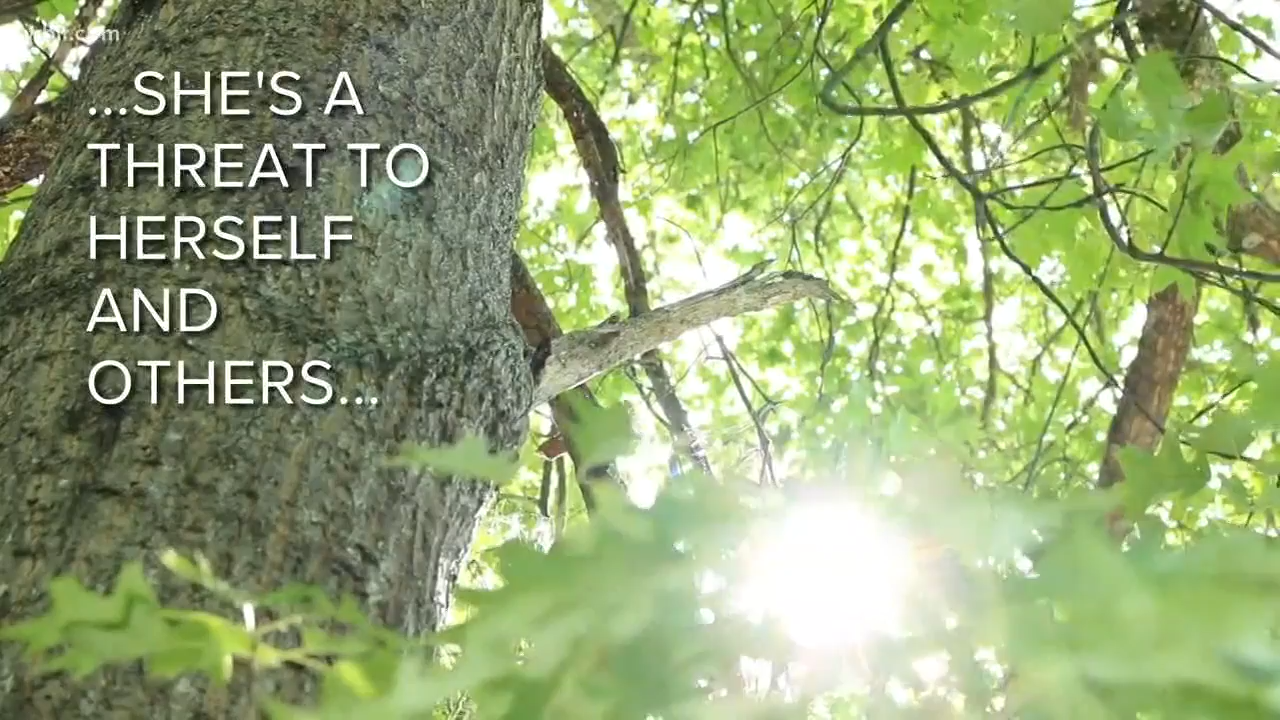 ...SHE'S A
THREAT TO
HERSELF
AND
OTHERS...